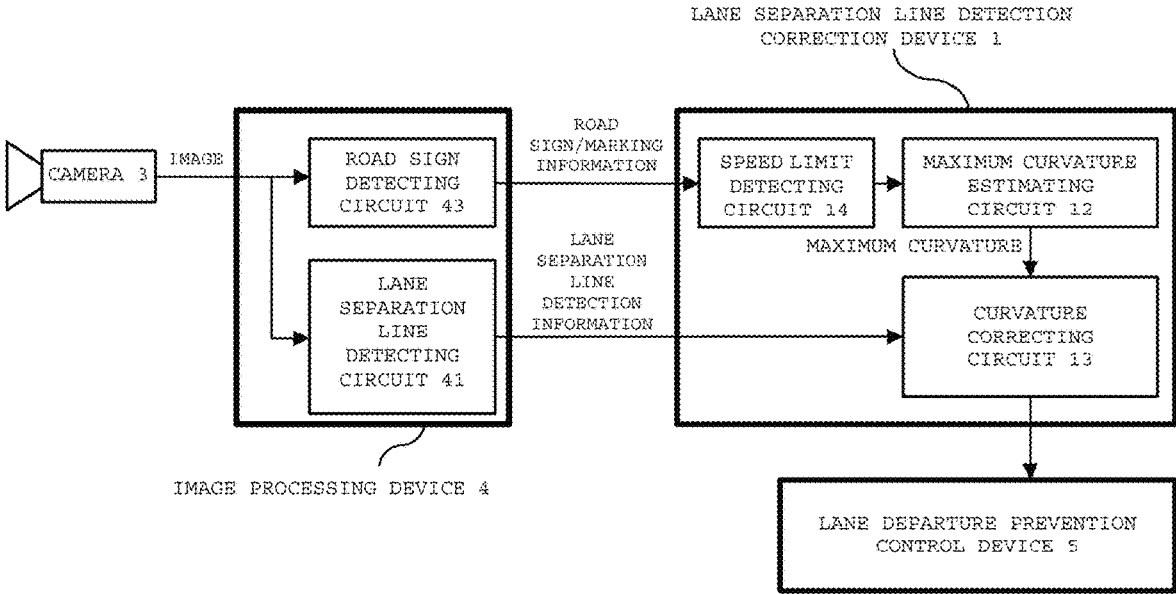 LANE SEPARATION LINE DETECTION
CORRECTION DEVICE 1
CAMERA 3
IMAGE
ROAD SIGN
DETECTING
CIRCUIT 43
LANE
SEPARATION
LINE
DETECTING
CIRCUIT 41
IMAGE PROCESSING DEVICE 4
ROAD
SIGN/MARKING
INFORMATION
LANE
SEPARATION
LINE
DETECTION
INFORMATION
SPEED LIMIT
DETECTING
CIRCUIT 14
MAXIMUM CURVATURE
ESTIMATING
CIRCUIT 12
MAXIMUM CURVATURE
CURVATURE
CORRECTING
CIRCUIT 13
LANE DEPARTURE PREVENTION
CONTROL DEVICE 5